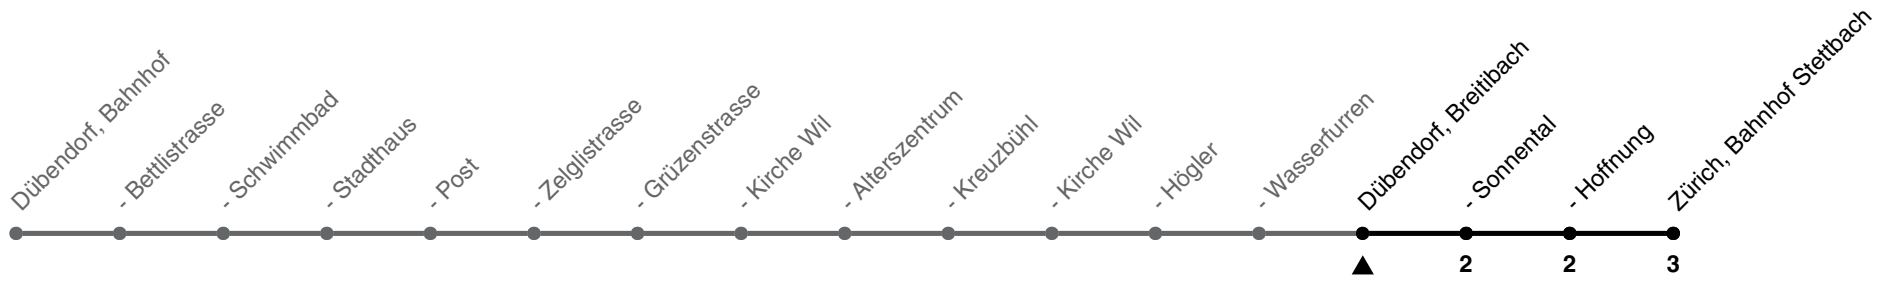 Dübendorf, Bahnhof
- Bettlistrasse
- Schwimmbad
- Stadthaus
- Post
- Zelglistrasse
- Grüzenstrasse
- Kirche Wil
- Alterszentrum
- Kreuzbühl
- Kirche Wil
- Högler
- Wasserfurren
Dübendorf, Breitibach
- Sonnental
- Hoffnung
Zürich, Bahnhof Stettbach
2
2
3